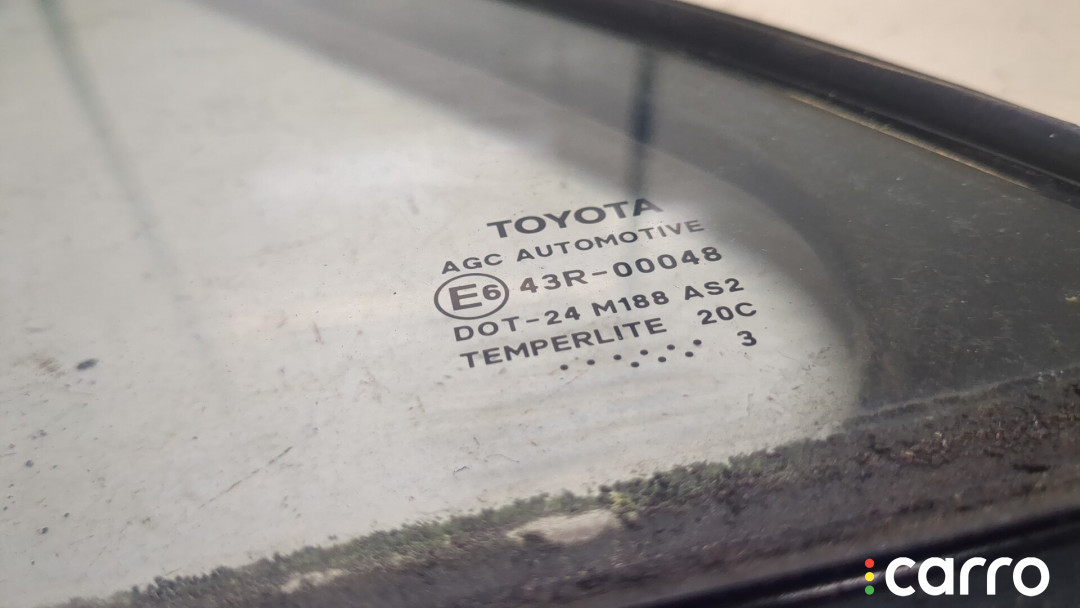 TOYOTA
AGC AUTOMOTIVE
E6 43R-00048
DOT-24 M188 AS2
TEMPERLITE 20C
3
carro